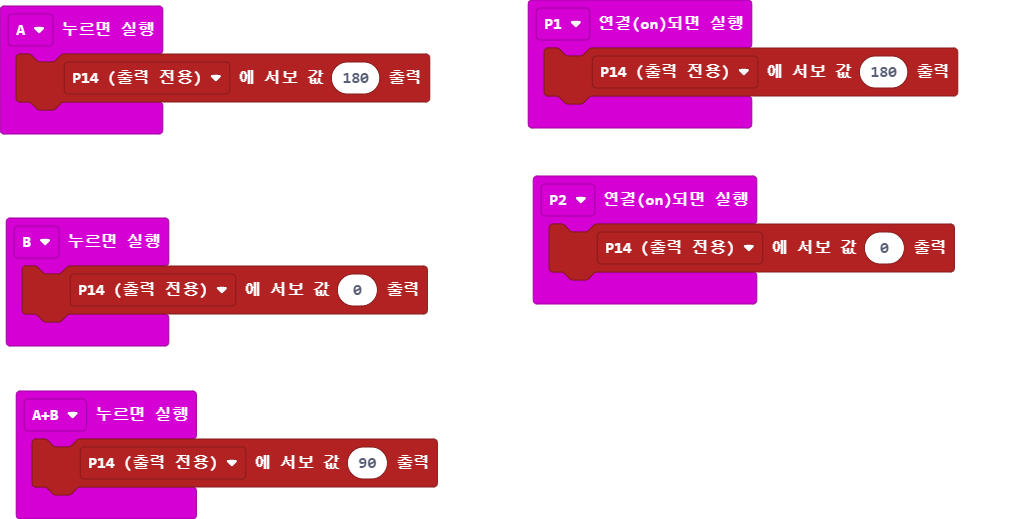 A 누르면 실행
P14 (출력 전용) 에 서보 값 180 출력
B 누르면 실행
P14 (출력 전용) 에 서보 값 0 출력
A+B 누르면 실행
P14 (출력 전용) 에 서보 값 90 출력
P1 연결(on)되면 실행
P14 (출력 전용) 에 서보 값 180 출력
P2 연결(on)되면 실행
P14 (출력 전용) 에 서보 값 0 출력